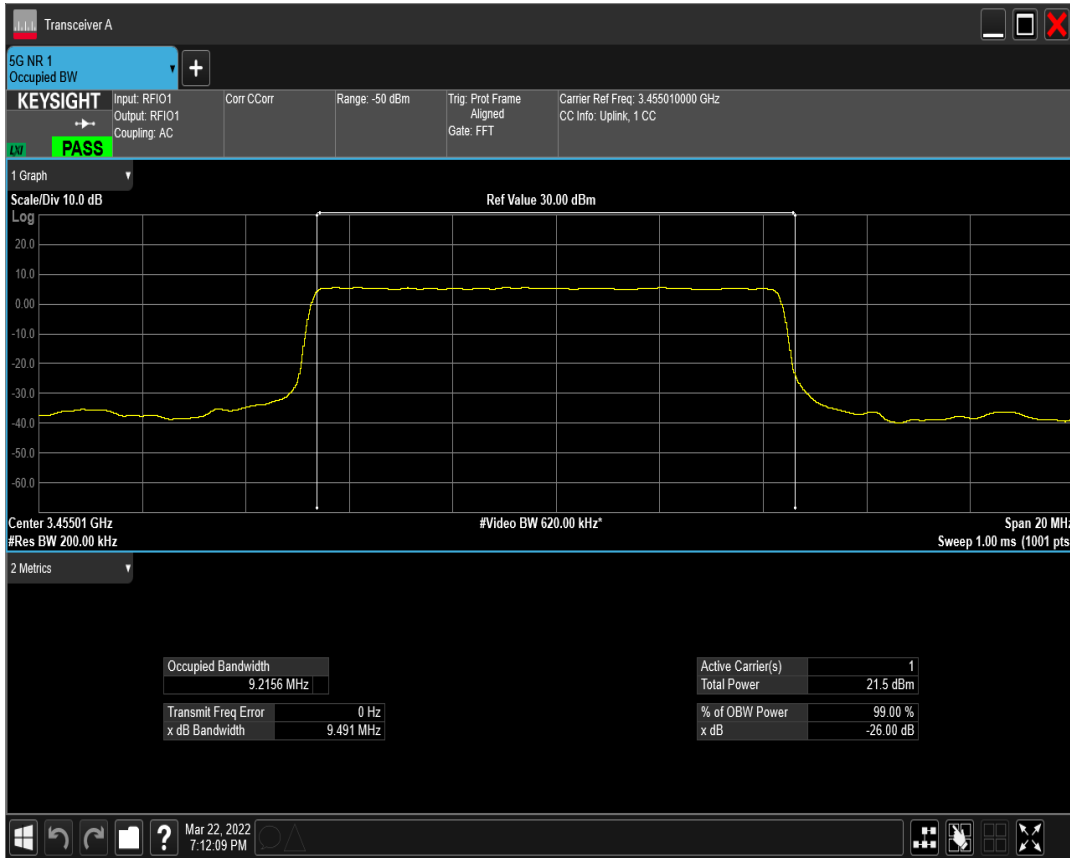 Transceiver A
5G NR 1
Occupied BW
KEYSIGHT
LXI
PASS
Input: RFIO1
Output: RFIO1
Coupling: AC
Corr CCorr
Range: -50 dBm
Trig: Prot Frame
Aligned
Gate: FFT
Carrier Ref Freq: 3.455010000 GHz
CC Info: Uplink, 1 CC
1 Graph
Scale/Div 10.0 dB
Ref Value 30.00 dBm
Log
20.0
10.0
0.00
-10.0
-20.0
-30.0
-40.0
-50.0
-60.0
Center 3.45501 GHz
#Video BW 620.00 kHz*
Span 20 MHz
#Res BW 200.00 kHz
Sweep 1.00 ms (1001 pts
2 Metrics
Occupied Bandwidth
9.2156 MHz
Transmit Freq Error 0 Hz
x dB Bandwidth 9.491 MHz
Active Carrier(s) 1
Total Power 21.5 dBm
% of OBW Power 99.00 %
x dB -26.00 dB
?
Mar 22, 2022
7:12:09 PM